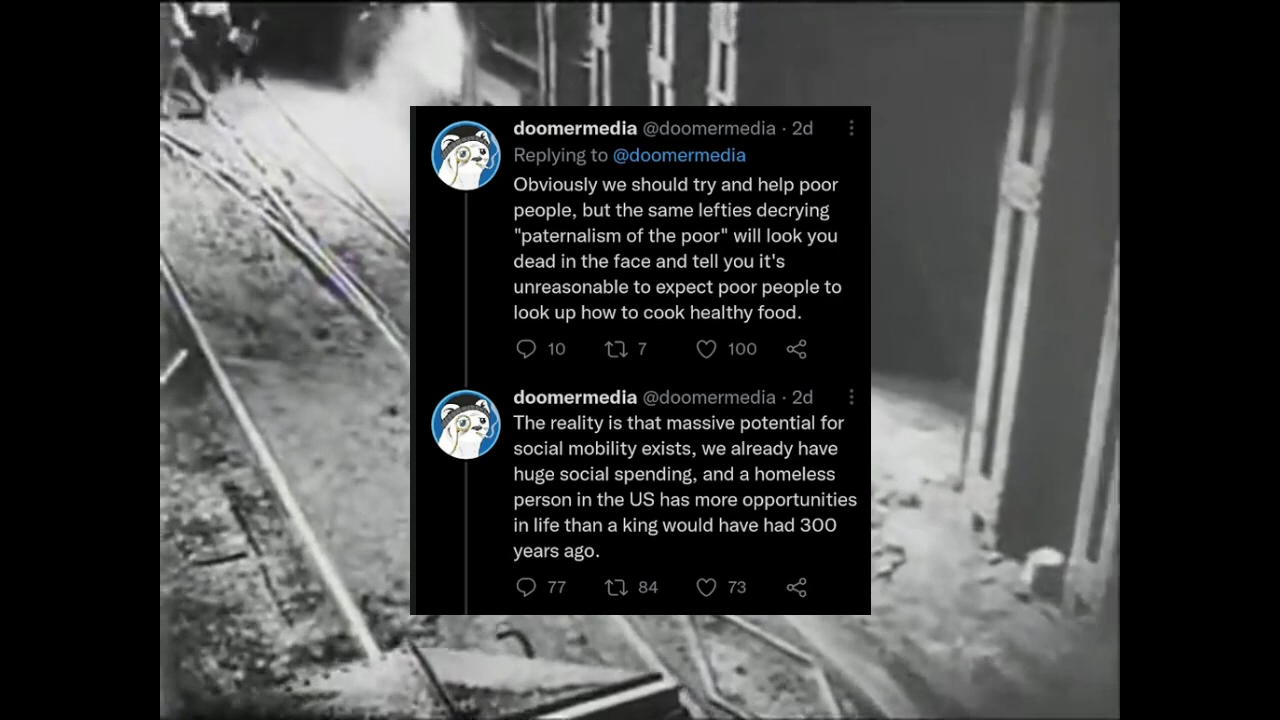 doomermedia @doomermedia · 2d
Replying to @doomermedia
Obviously we should try and help poor
people, but the same lefties decrying
"paternalism of the poor" will look you
dead in the face and tell you it's
unreasonable to expect poor people to
look up how to cook healthy food.
10 7 100
doomermedia @doomermedia · 2d
The reality is that massive potential for
social mobility exists, we already have
huge social spending, and a homeless
person in the US has more opportunities
in life than a king would have had 300
years ago.
77 84 73